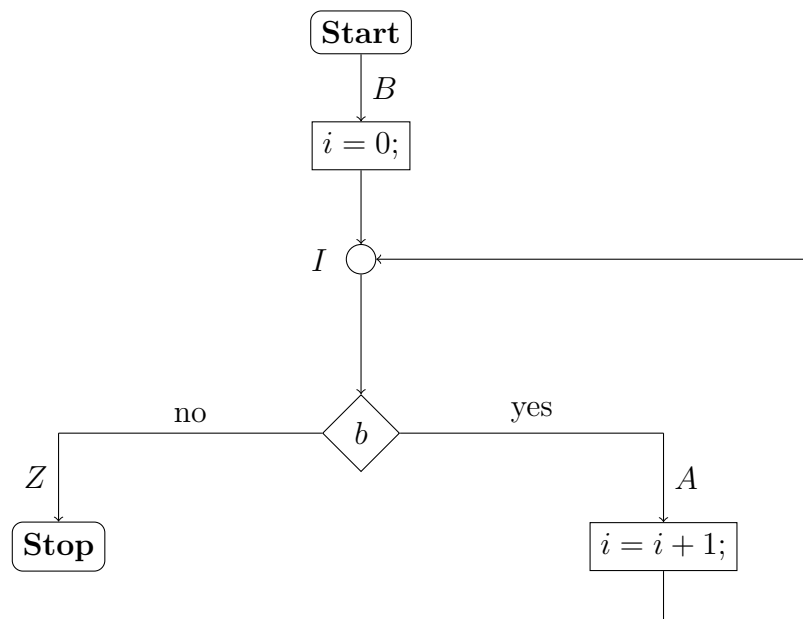 Start
B
i = 0;
I
no
yes
b
Z
A
Stop
i = i + 1;